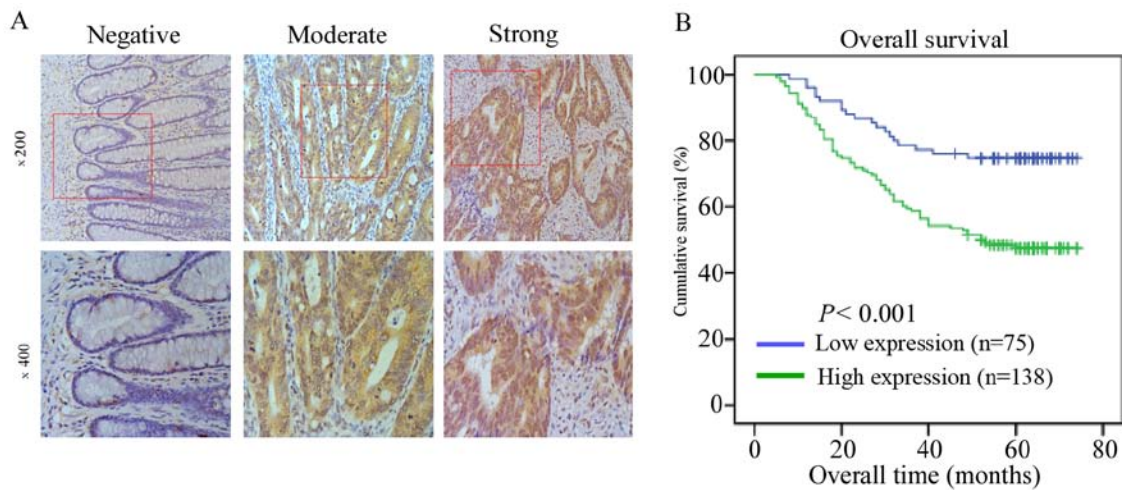 A
Negative
Moderate
Strong
x 200
x 400
B
Overall survival
Cumulative survival (%)
100
80
60
40
20
0
P< 0.001
Low expression (n=75)
High expression (n=138)
0
20
40
60
80
Overall time (months)